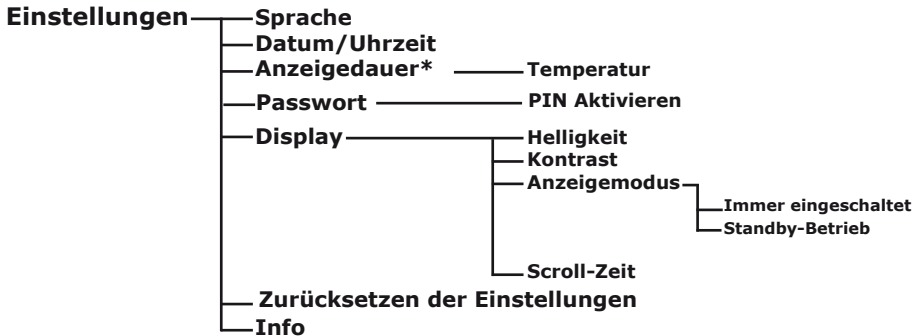 Einstellungen
Sprache
Datum/Uhrzeit
Anzeigedauer*
Temperatur
Passwort
PIN Aktivieren
Display
Helligkeit
Kontrast
Anzeigemodus
Immer eingeschaltet
Standby-Betrieb
Scroll-Zeit
Zurücksetzen der Einstellungen
Info